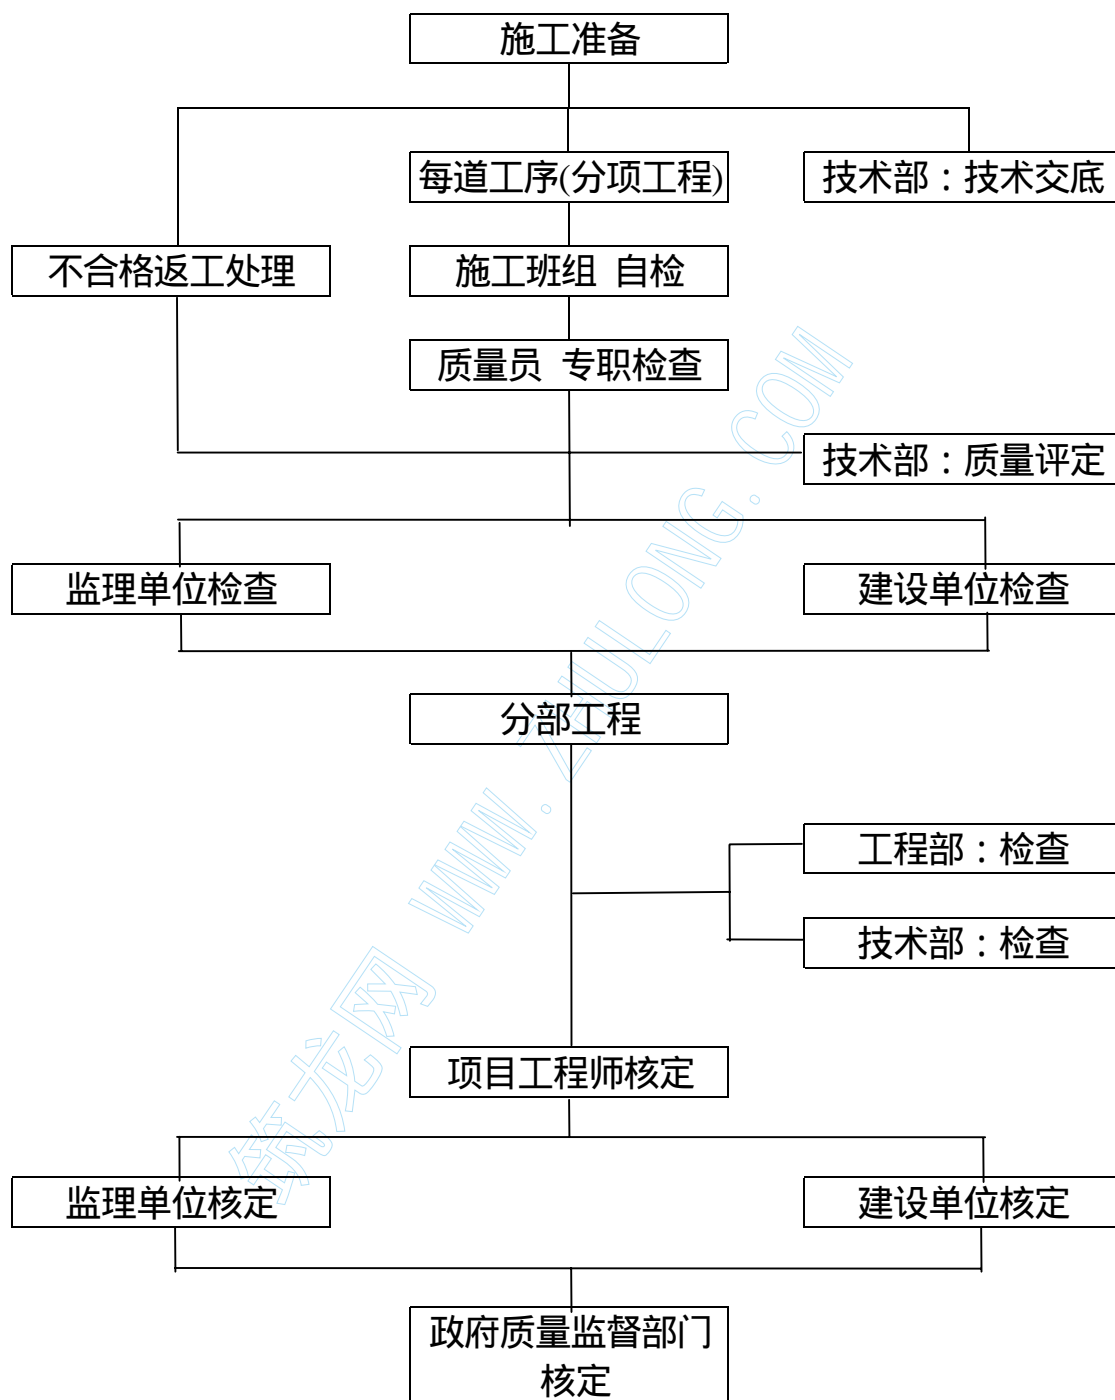 施工准备
每道工序(分项工程)
技术部：技术交底
不合格返工处理
施工班组 自检
质量员 专职检查
技术部：质量评定
监理单位检查
建设单位检查
分部工程
工程部：检查
技术部：检查
项目工程师核定
监理单位核定
建设单位核定
政府质量监督部门
核定
筑龙网 WWW.ZHULONG.COM